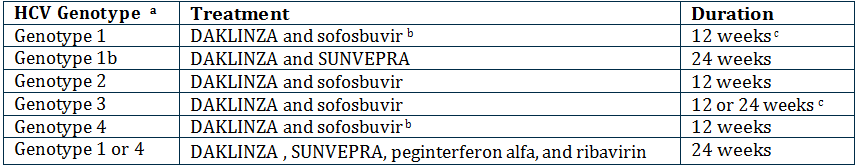 HCV Genotype a Treatment Duration
Genotype 1 DAKLINZA and sofosbuvir b 12 weeks c
Genotype 1b DAKLINZA and SUNVEPRA 24 weeks
Genotype 2 DAKLINZA and sofosbuvir 12 weeks
Genotype 3 DAKLINZA and sofosbuvir 12 or 24 weeks c
Genotype 4 DAKLINZA and sofosbuvir b 12 weeks
Genotype 1 or 4 DAKLINZA , SUNVEPRA, peginterferon alfa, and ribavirin 24 weeks